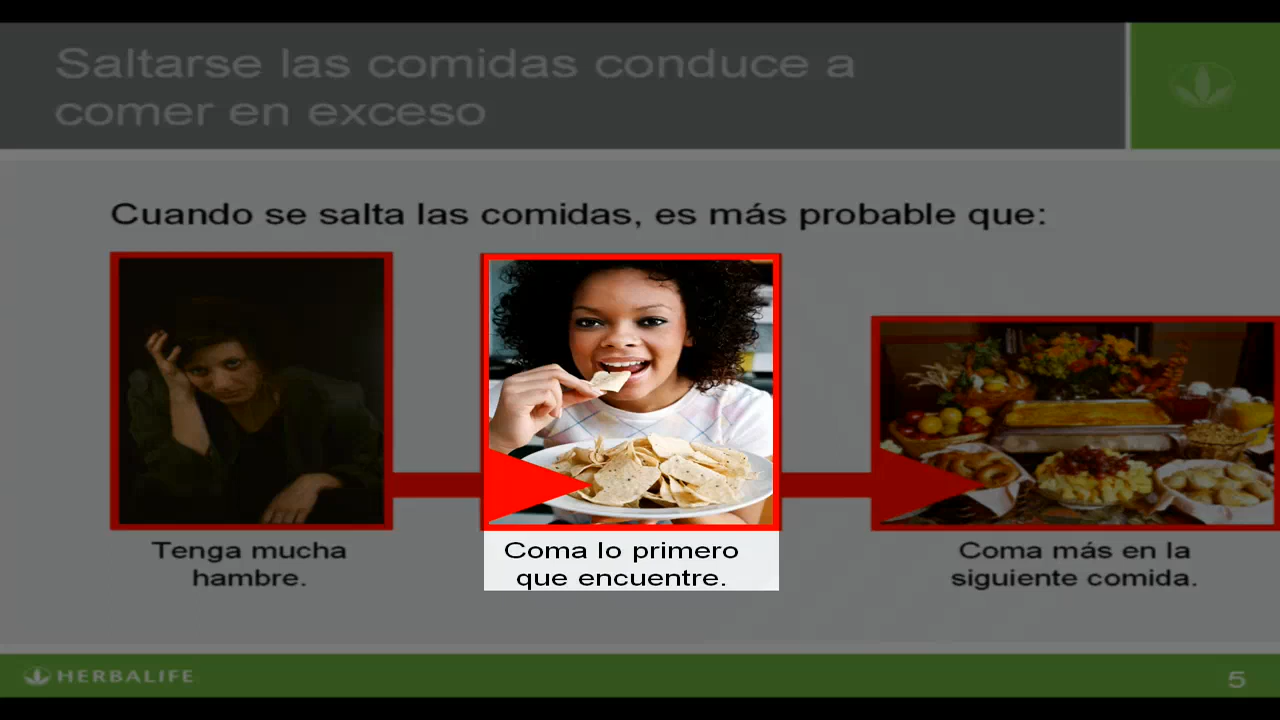 Saltarse las comidas conduce a
comer en exceso
Cuando se salta las comidas, es más probable que:
Tenga mucha
hambre.
Coma lo primero
que encuentre.
Coma más en la
siguiente comida.
HERBALIFE
5